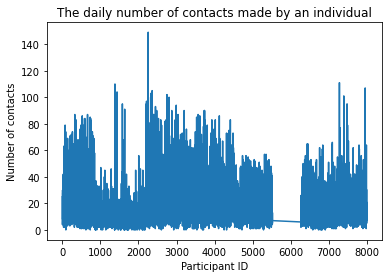 The daily number of contacts made by an individual
Number of contacts
140
120
100
80
60
40
20
0
0 1000 2000 3000 4000 5000 6000 7000 8000
Participant ID